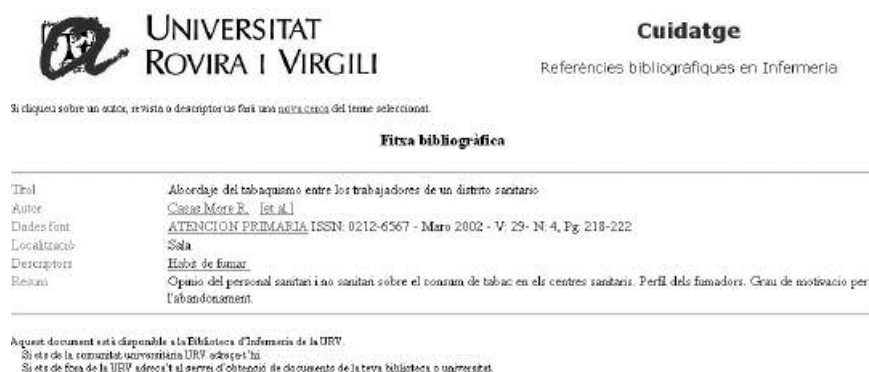 UNIVERSITAT
ROVIRA I VIRGILI
Cuidatge
Referències bibliogràfiques en Infermeria
Si cliqueu sobre un autor, revista o descriptor us farà una nova cerca del terme seleccionat.
Fitxa bibliogràfica
Títol Abordaje del tabaquismo entre los trabajadores de un distrito sanitario
Autor Casas More R. [et al.]
Dades font ATENCION PRIMARIA ISSN: 0212-6567 - Març 2002 - V: 29- N: 4, Pg: 218-222
Localització Sala
Descriptors Habit de fumar
Resum Opinio del personal sanitari i no sanitari sobre el consum de tabac en els centres sanitaris. Perfil dels fumadors. Grau de motivacio per
l'abandonament.
Aquest document està disponible a la Biblioteca d'Infermeria de la URV.
Si ets de la comunitat universitària URV adreça-t'hi
Si ets de fora de la URV adreça't al servei d'obtenció de documents de la teva biblioteca o universitat.